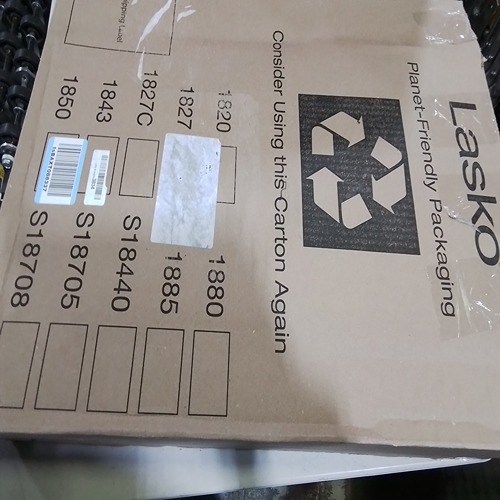 Lasko
Planet-Friendly Packaging
Consider Using this Carton Again
1820
1827
1827C
1843
1850
1880
1885
S18440
S18705
S18708